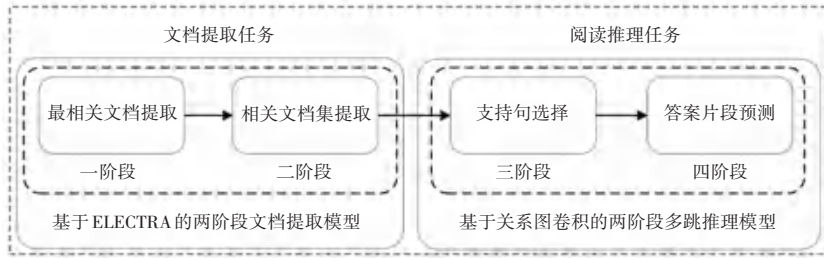 文档提取任务
阅读推理任务
最相关文档提取
相关文档集提取
支持句选择
答案片段预测
一阶段
二阶段
三阶段
四阶段
基于ELECTRA的两阶段文档提取模型
基于关系图卷积的两阶段多跳推理模型